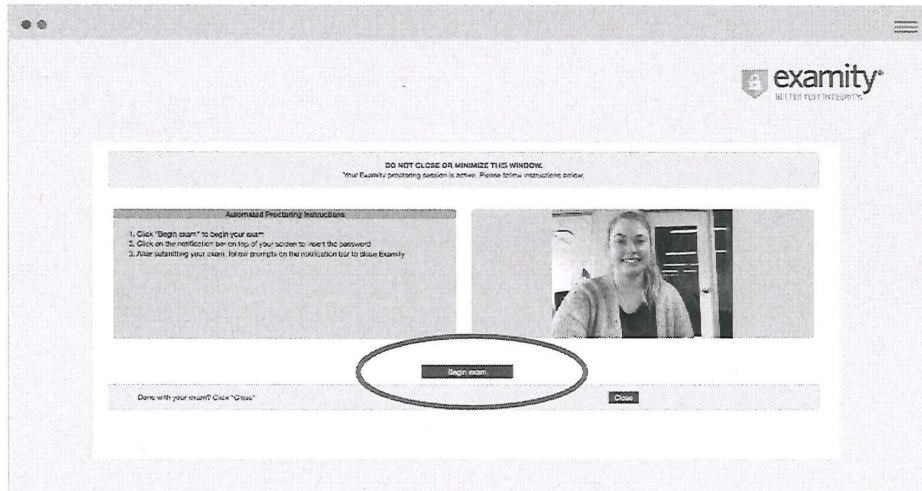 examity®
BETTER TEST INTEGRITY.
DO NOT CLOSE OR MINIMIZE THIS WINDOW.
Your Examity proctoring session is active. Please follow instructions below.
Automated Proctoring Instructions
1. Click "Begin exam" to begin your exam
2. Click on the notification bar on top of your screen to insert the password
3. After submitting your exam, follow prompts on the notification bar to close Examity
Begin exam
Done with your exam? Click "Close"
Close